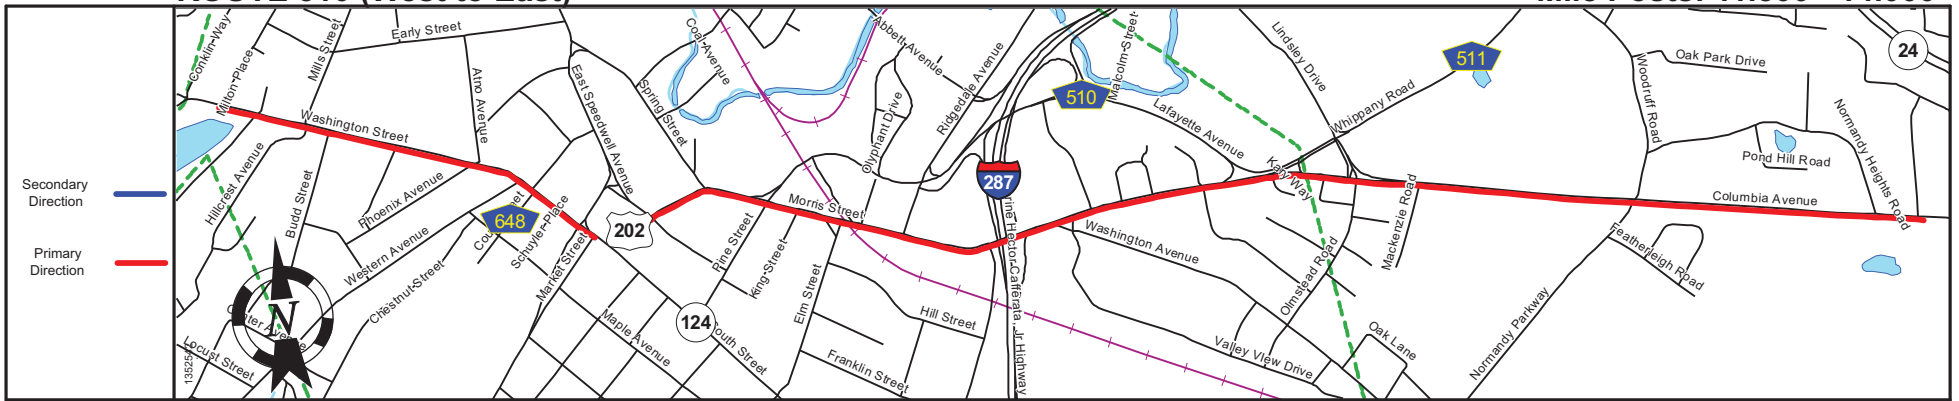 Secondary
Direction
Primary
Direction
Conklin Way
Milton Place
Mills Street
Early Street
Washington Street
Atno Avenue
Hillcrest Avenue
Budd Street
Phoenix Avenue
Western Avenue
Chestnut Street
Locust Street
N
648
Schuyler Place
Market Street
East Speedwell Avenue
Spring Street
Coal Avenue
202
124
Maple Avenue
South Street
Pine Street
King Street
Elm Street
Morris Street
Franklin Street
Hill Street
Abbett Avenue
Olyphant Drive
Ridgedale Avenue
287
510
Malcolm Street
Lafayette Avenue
Lindsley Drive
Whippany Road
511
Kary Way
Washington Avenue
Olmstead Road
Mackenzie Road
Valley View Drive
Oak Lane
Normandy Parkway
Featherleigh Road
Columbia Avenue
Woodruff Road
Oak Park Drive
Pond Hill Road
Normandy Heights Road
24